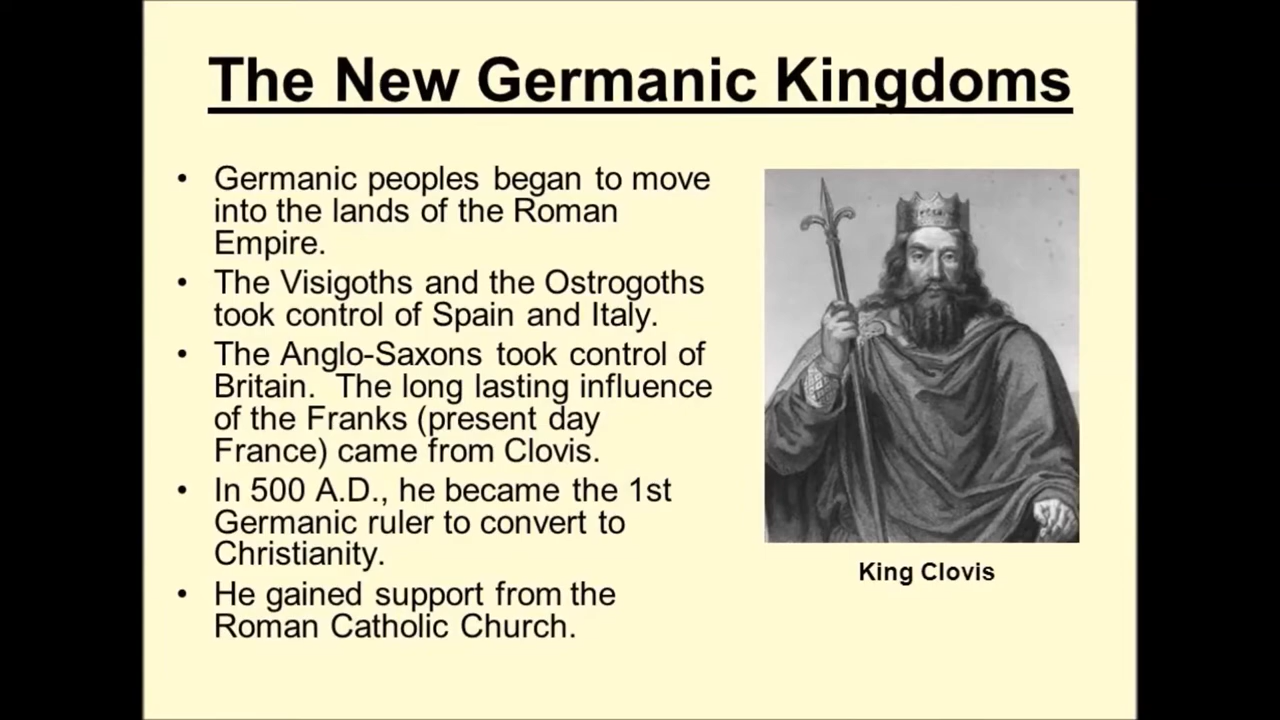 The New Germanic Kingdoms
• Germanic peoples began to move
into the lands of the Roman
Empire.
• The Visigoths and the Ostrogoths
took control of Spain and Italy.
• The Anglo-Saxons took control of
Britain.  The long lasting influence
of the Franks (present day
France) came from Clovis.
• In 500 A.D., he became the 1st
Germanic ruler to convert to
Christianity.
• He gained support from the
Roman Catholic Church.
King Clovis